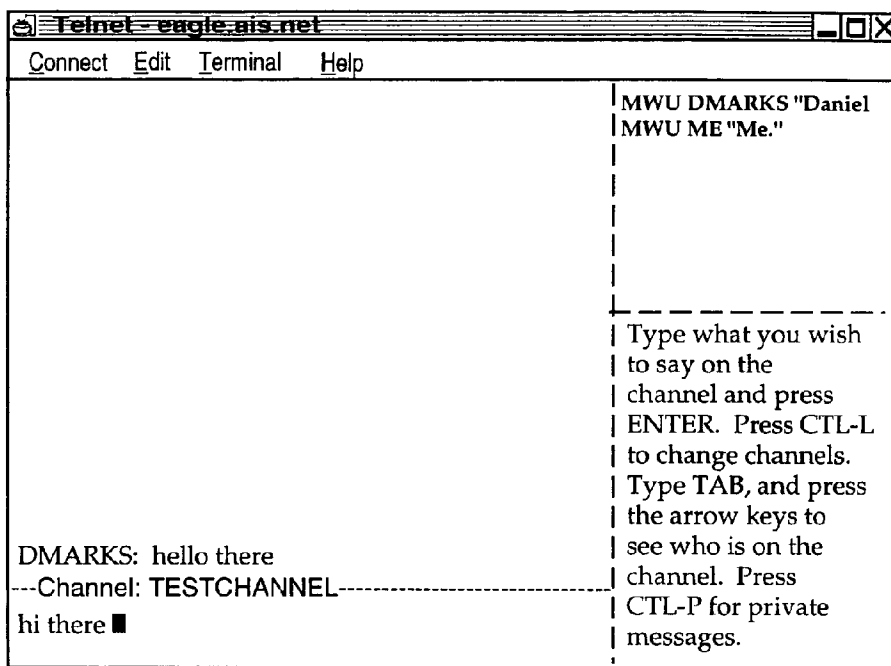 Telnet - eagle.ais.net
Connect Edit Terminal Help
MWU DMARKS "Daniel
MWU ME "Me."
Type what you wish
to say on the
channel and press
ENTER. Press CTL-L
to change channels.
Type TAB, and press
the arrow keys to
see who is on the
channel. Press
CTL-P for private
messages.
DMARKS: hello there
---Channel: TESTCHANNEL---
hi there